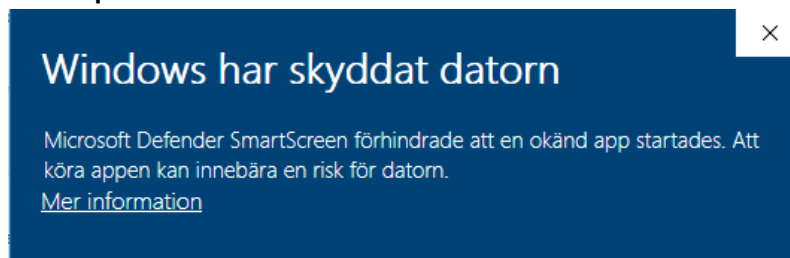 Windows har skyddat datorn
Microsoft Defender SmartScreen förhindrade att en okänd app startades. Att
köra appen kan innebära en risk för datorn.
Mer information